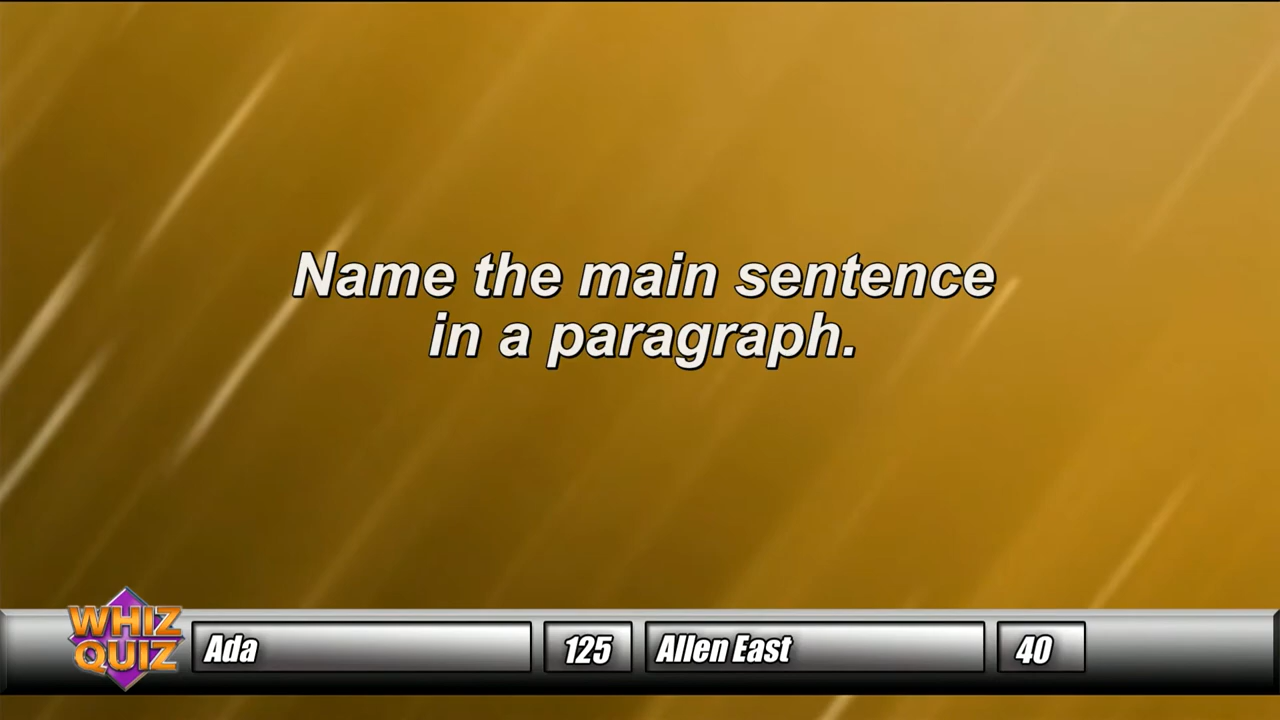 Name the main sentence
in a paragraph.
WHIZ
QUIZ
Ada
125
Allen East
40